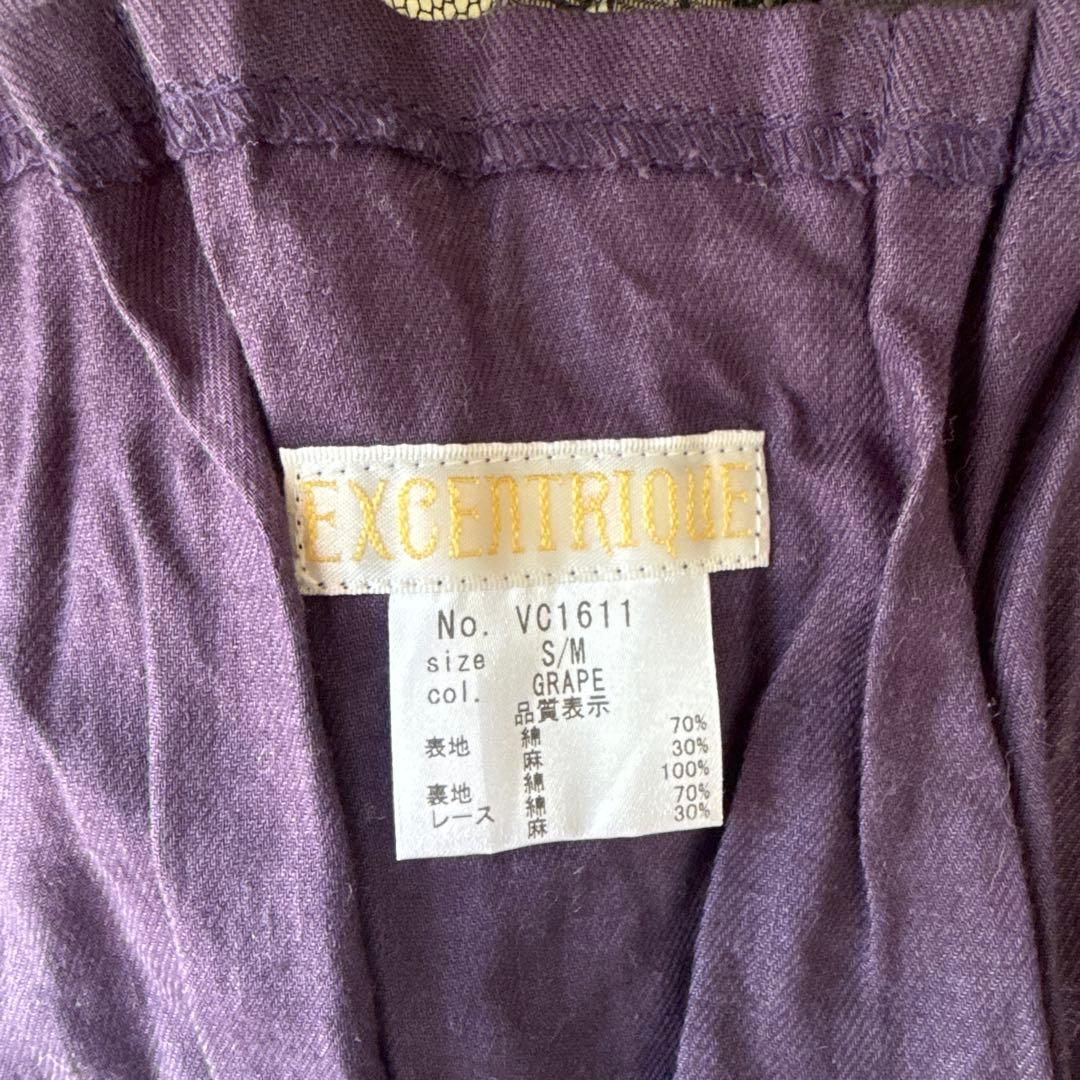 EXCENTRIQUE
No. VC1611
size S/M
col. GRAPE
品質表示
表地 綿 70%
麻 30%
裏地 綿 100%
レース 綿 70%
麻 30%